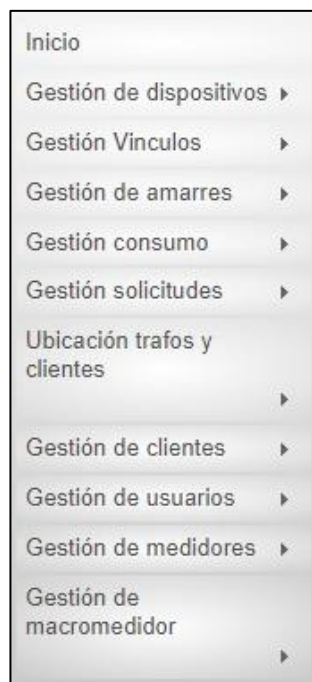 Inicio
Gestión de dispositivos
Gestión Vinculos
Gestión de amarres
Gestión consumo
Gestión solicitudes
Ubicación trafos y
clientes
Gestión de clientes
Gestión de usuarios
Gestión de medidores
Gestión de
macromedidor